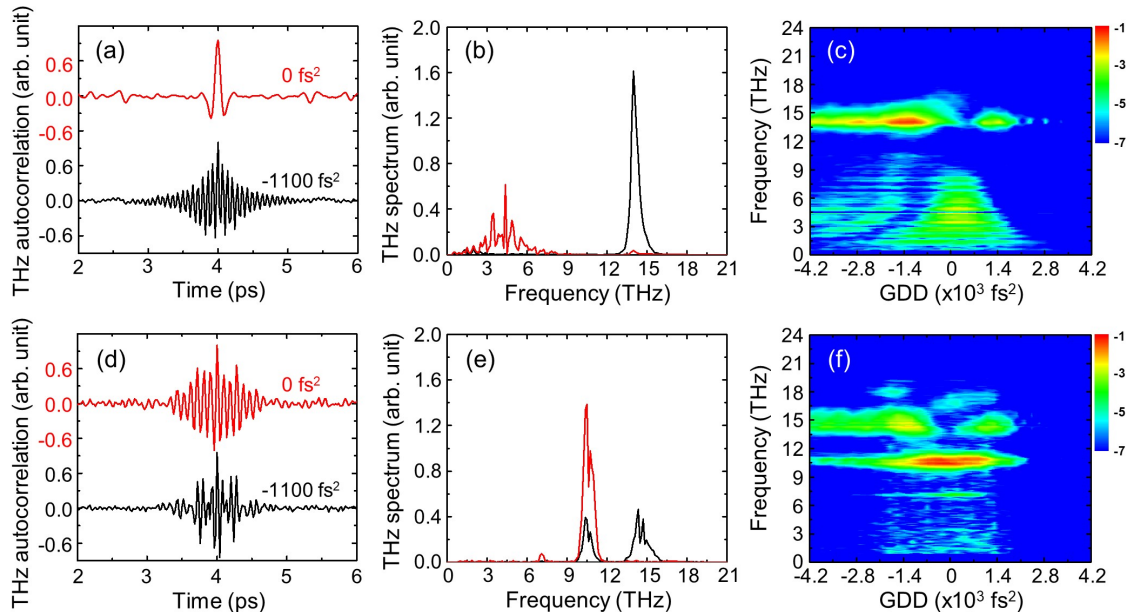 (a)
THz autocorrelation (arb. unit)
0.6
0.0
-0.6
0.6
0.0
-0.6
0 fs²
-1100 fs²
2 3 4 5 6
Time (ps)
(b)
THz spectrum (arb. unit)
2.0
1.6
1.2
0.8
0.4
0.0
0 3 6 9 12 15 18 21
Frequency (THz)
(c)
Frequency (THz)
24
21
18
15
12
9
6
3
0
-4.2 -2.8 -1.4 0 1.4 2.8 4.2
GDD (x10³ fs²)
-1
-3
-5
-7
(d)
THz autocorrelation (arb. unit)
0.6
0.0
-0.6
0.6
0.0
-0.6
0 fs²
-1100 fs²
2 3 4 5 6
Time (ps)
(e)
THz spectrum (arb. unit)
2.0
1.6
1.2
0.8
0.4
0.0
0 3 6 9 12 15 18 21
Frequency (THz)
(f)
Frequency (THz)
24
21
18
15
12
9
6
3
0
-4.2 -2.8 -1.4 0 1.4 2.8 4.2
GDD (x10³ fs²)
-1
-3
-5
-7